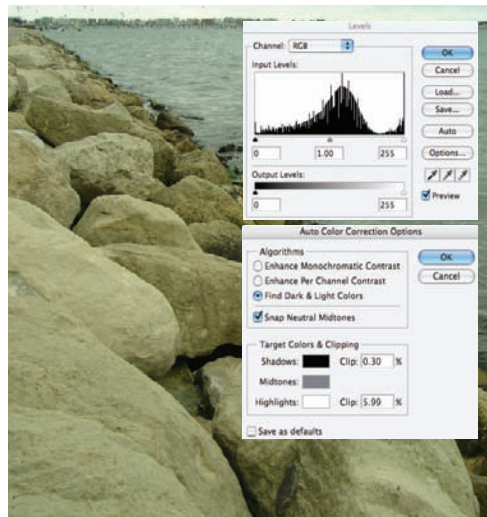 Levels
Channel: RGB
OK
Input Levels:
Cancel
Load...
Save...
Auto
0 1.00 255
Options...
Output Levels:
Preview
0 255
Auto Color Correction Options
Algorithms
OK
Enhance Monochromatic Contrast
Cancel
Enhance Per Channel Contrast
Find Dark & Light Colors
Snap Neutral Midtones
Target Colors & Clipping
Shadows: Clip: 0.30 %
Midtones:
Highlights: Clip: 5.99 %
Save as defaults